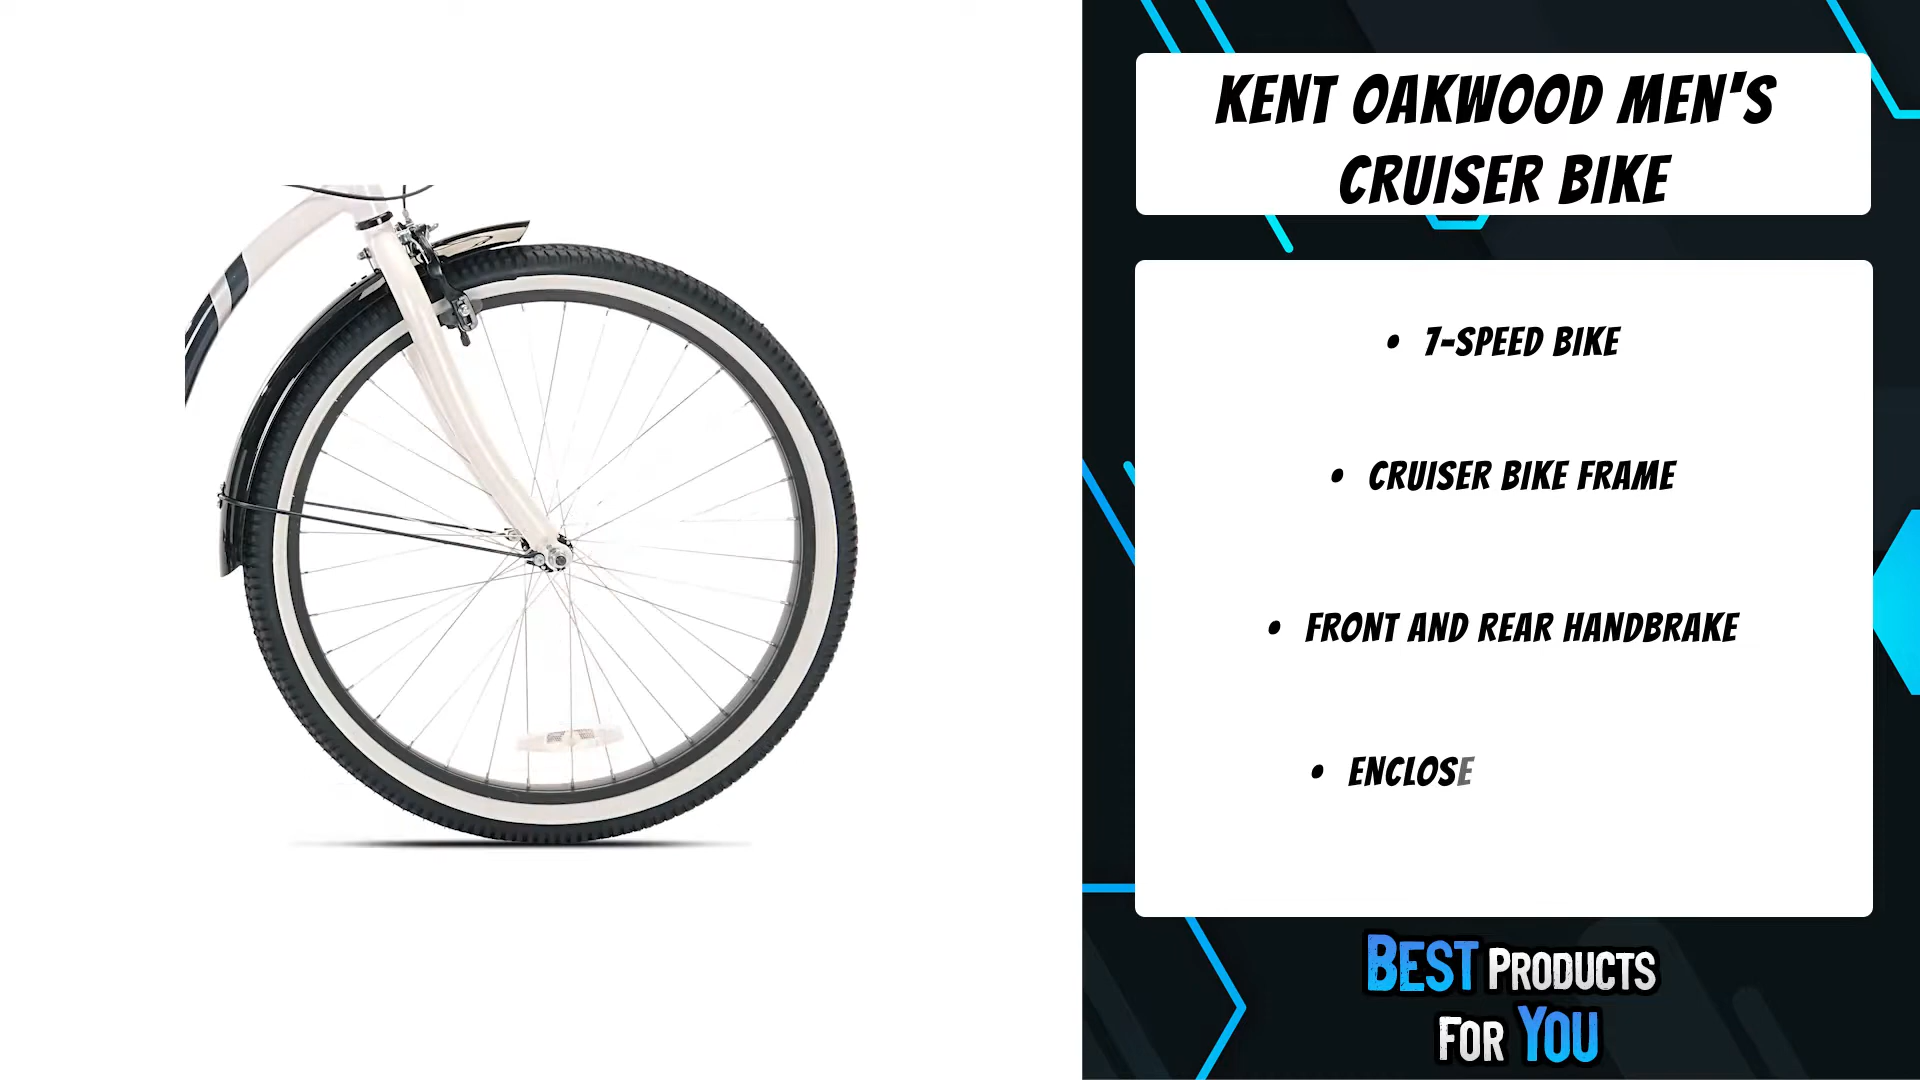 KENT OAKWOOD MEN'S
CRUISER BIKE
• 7-SPEED BIKE
• CRUISER BIKE FRAME
• FRONT AND REAR HANDBRAKE
• ENCLOSE
BEST PRODUCTS
FOR YOU